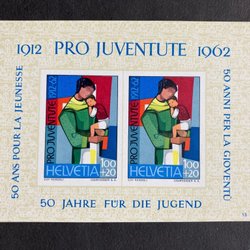 1912 PRO JUVENTUTE 1962
50 ANS POUR LA JEUNESSE
PRO JUVENTUTE 1912-62
HELVETIA
100
+20
PRO JUVENTUTE 1912-62
HELVETIA
100
+20
50 ANNI PER LA GIOVENTÙ
50 JAHRE FÜR DIE JUGEND